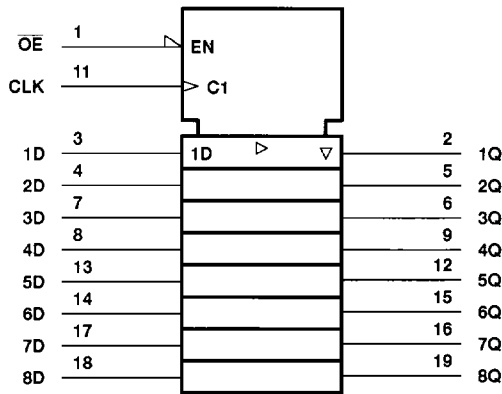 OE 1 EN
CLK 11 C1
1D 3 1D 2 1Q
2D 4 5 2Q
3D 7 6 3Q
4D 8 9 4Q
5D 13 12 5Q
6D 14 15 6Q
7D 17 16 7Q
8D 18 19 8Q